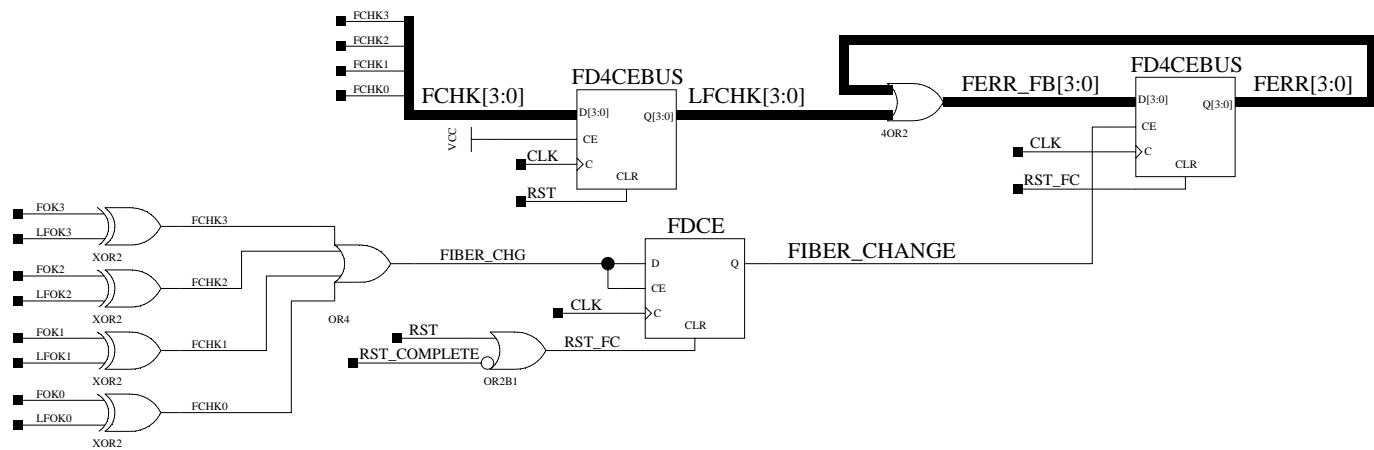 FCHK3
FCHK2
FCHK1
FCHK0
FCHK[3:0]
FD4CEBUS
D[3:0]
Q[3:0]
CE
C
CLR
VCC
CLK
RST
LFCHK[3:0]
4OR2
FERR_FB[3:0]
FD4CEBUS
D[3:0]
Q[3:0]
CE
C
CLR
FERR[3:0]
CLK
RST_FC
FOK3
LFOK3
XOR2
FCHK3
FOK2
LFOK2
XOR2
FCHK2
FOK1
LFOK1
XOR2
FCHK1
FOK0
LFOK0
XOR2
FCHK0
OR4
FIBER_CHG
FDCE
D
Q
CE
C
CLR
FIBER_CHANGE
CLK
RST
RST_COMPLETE
OR2B1
RST_FC